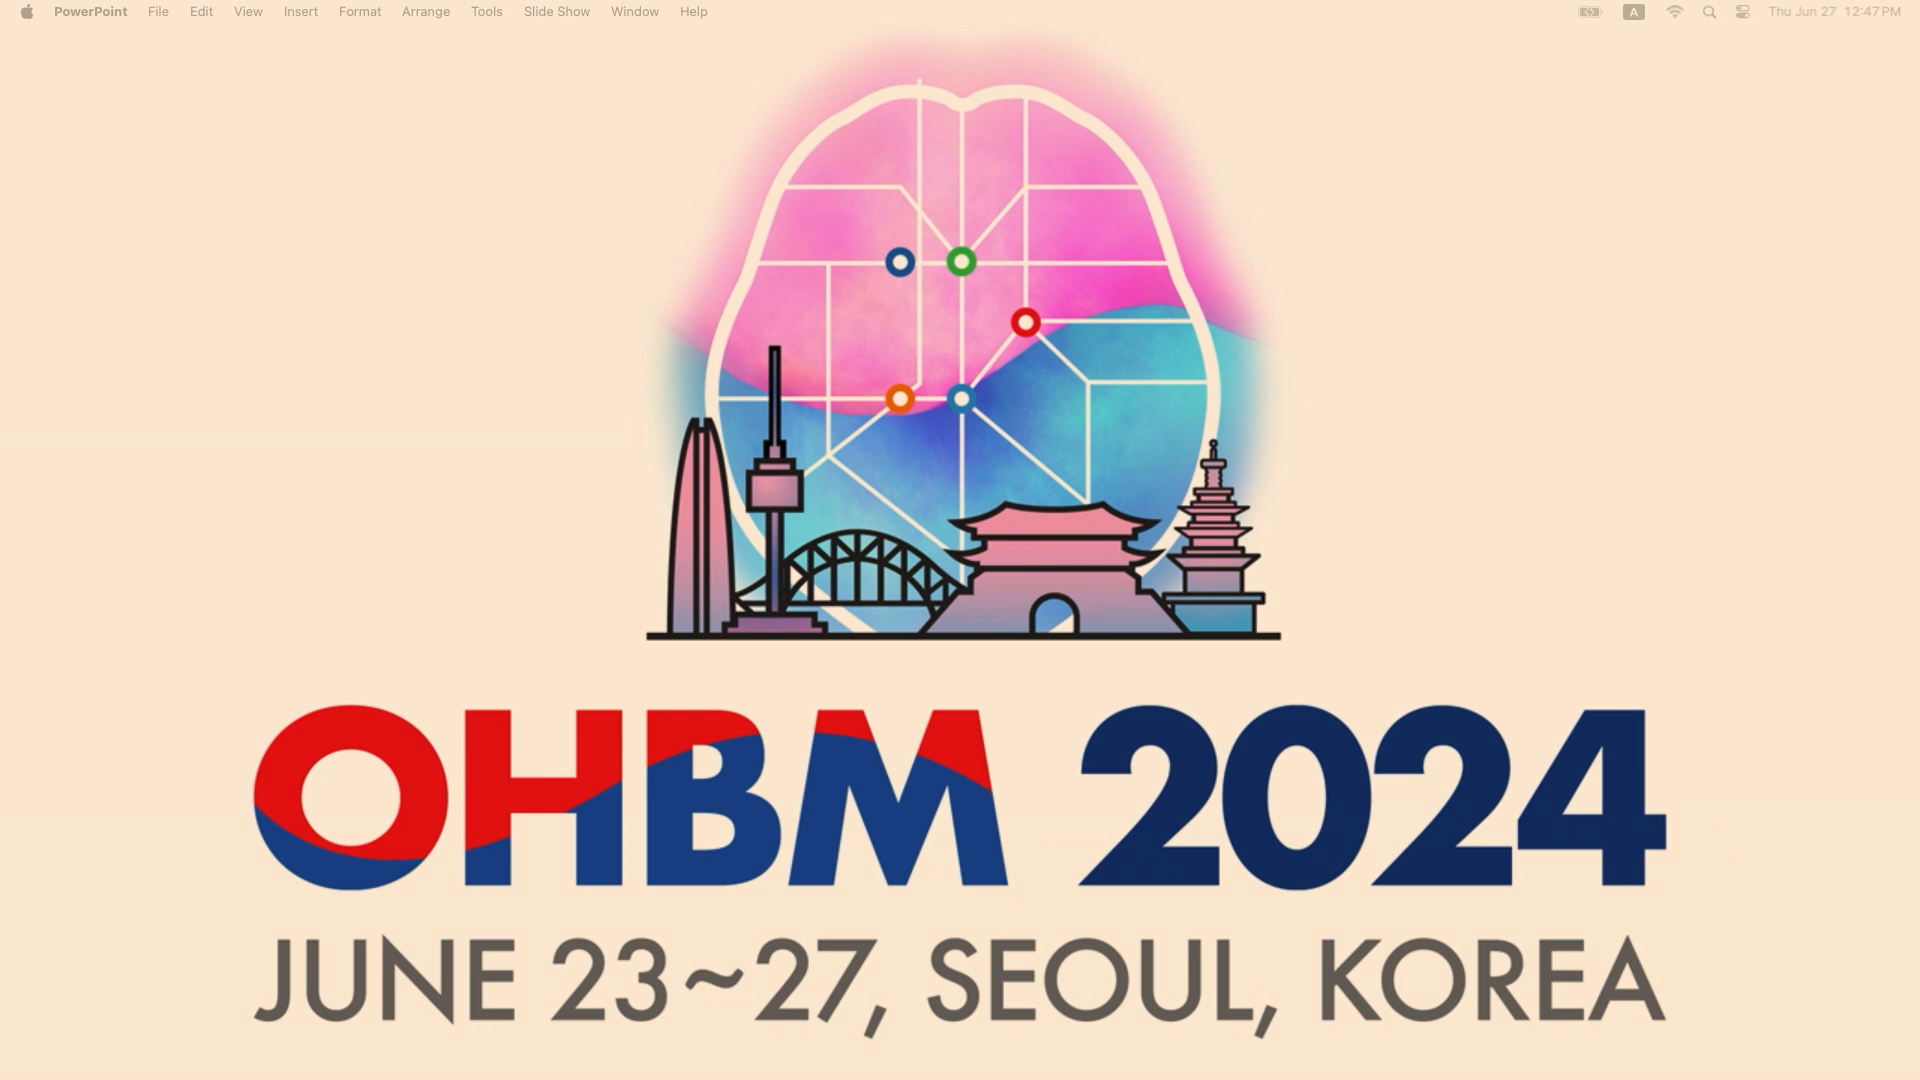 PowerPoint File Edit View Insert Format Arrange Tools Slide Show Window Help A Thu Jun 27 12:47 PM
OHBM 2024
JUNE 23~27, SEOUL, KOREA